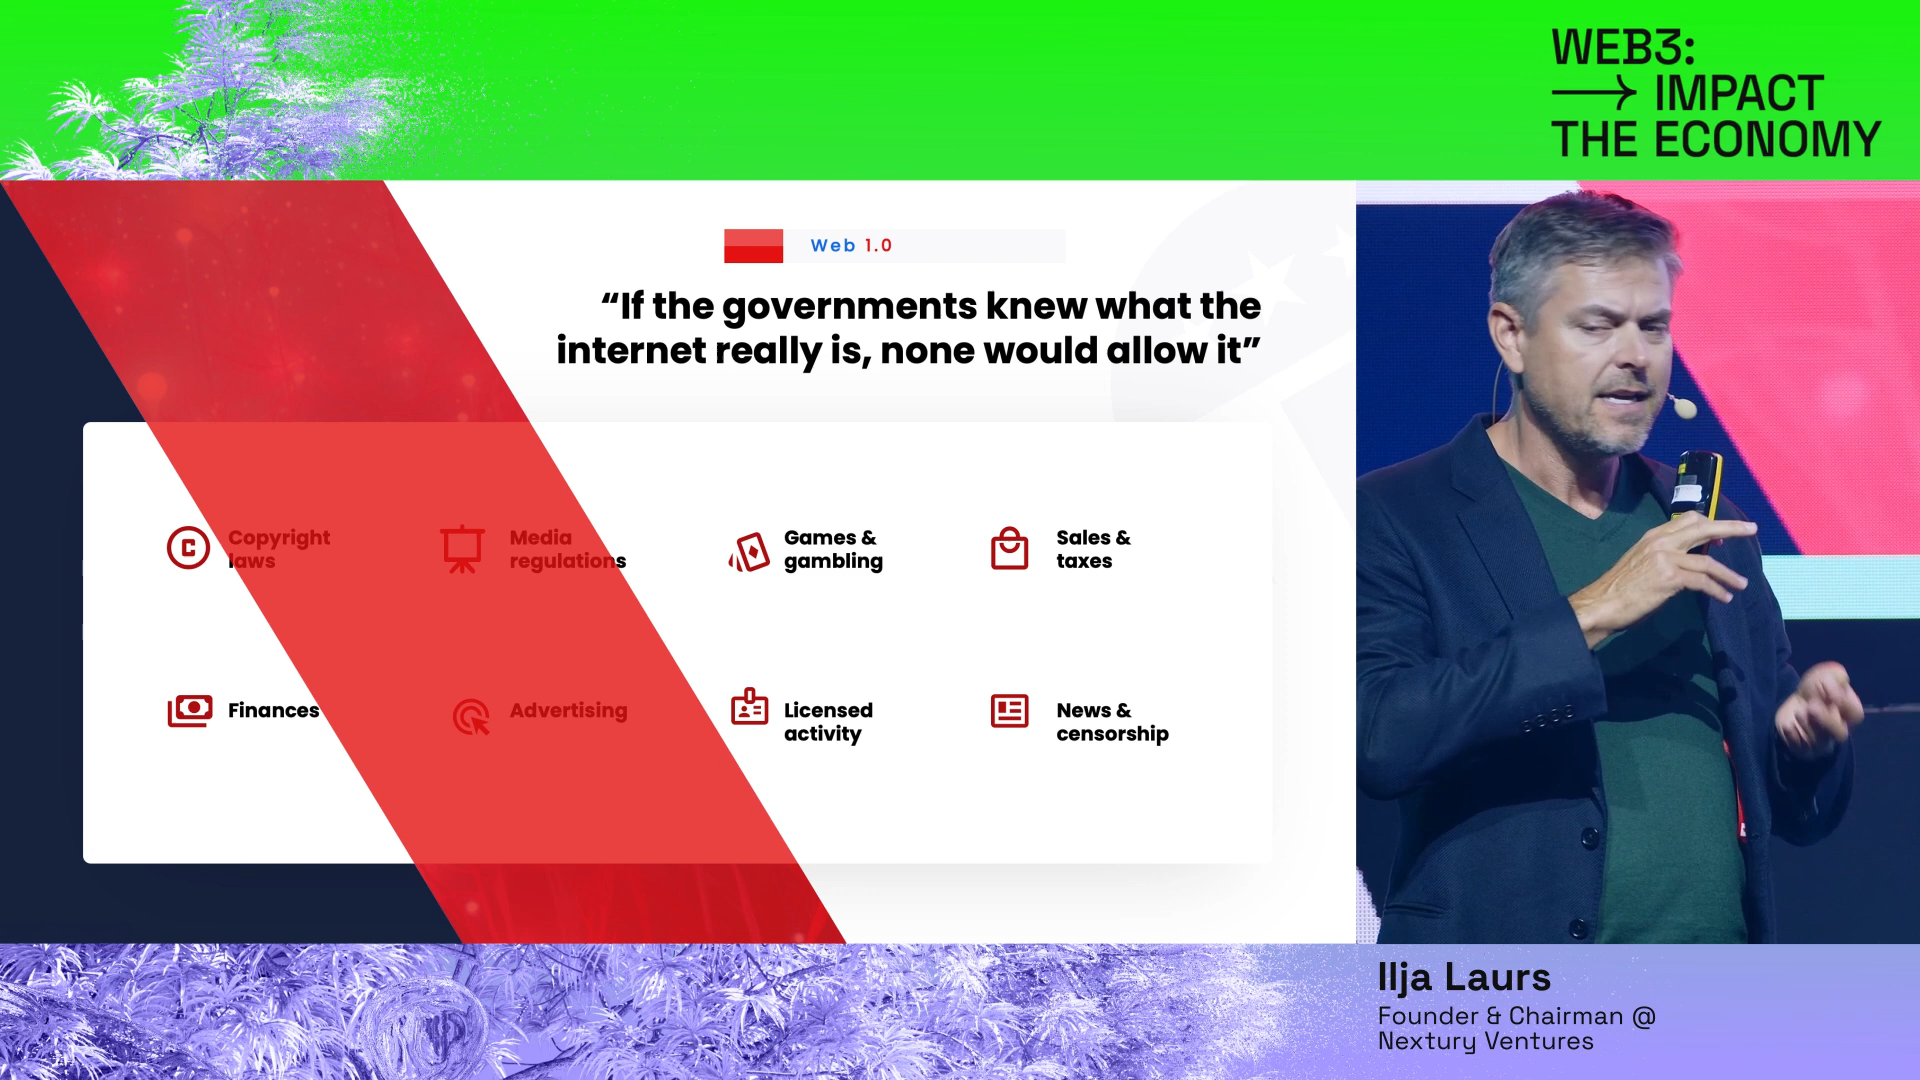 WEB3:
→ IMPACT
THE ECONOMY
Web 1.0
“If the governments knew what the
internet really is, none would allow it”
Copyright
laws
Media
regulations
Games &
gambling
Sales &
taxes
Finances
Advertising
Licensed
activity
News &
censorship
Ilja Laurs
Founder & Chairman @
Nextury Ventures